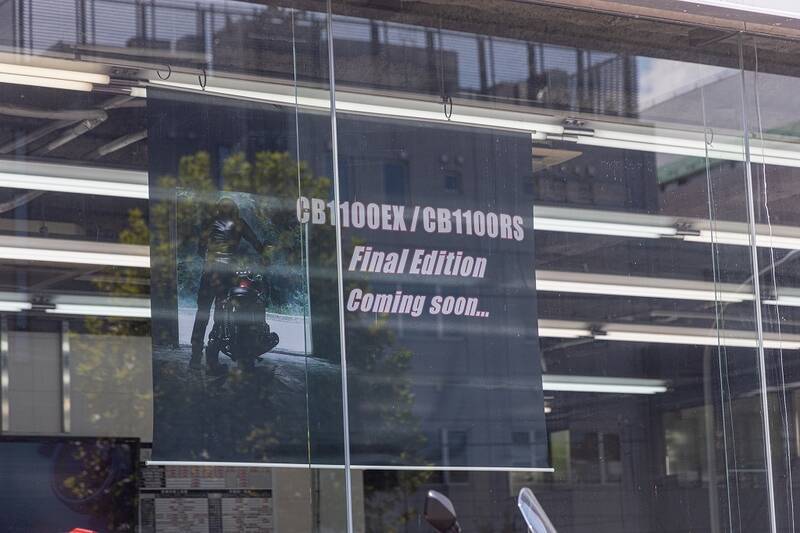 CB1100EX / CB1100RS
Final Edition
Coming soon...